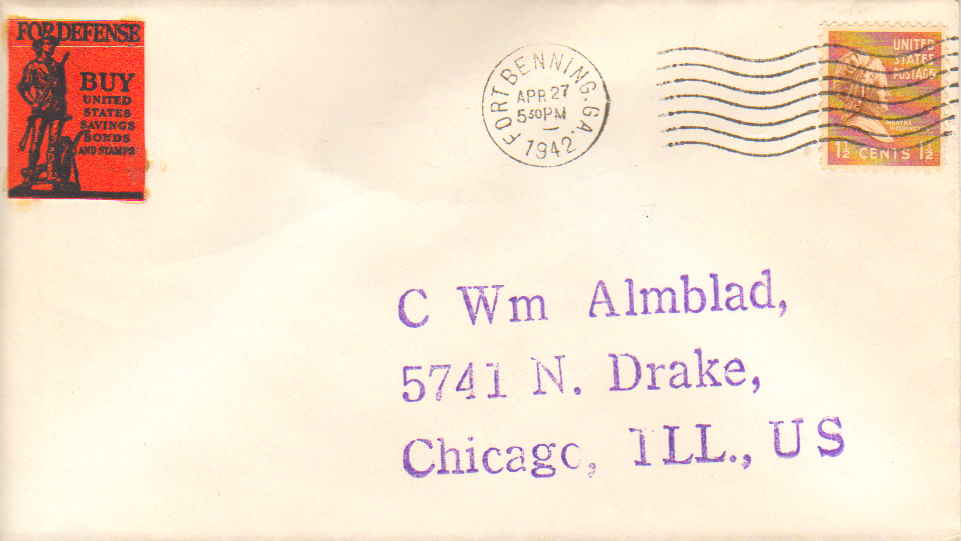 FOR DEFENSE
BUY
UNITED
STATES
SAVINGS
BONDS
AND STAMPS
FORT BENNING. GA.
APR 27
5 30 PM
1942
UNITED
STATES
POSTAGE
1½ CENTS 1½
C Wm Almblad,
5741 N. Drake,
Chicago, ILL., US